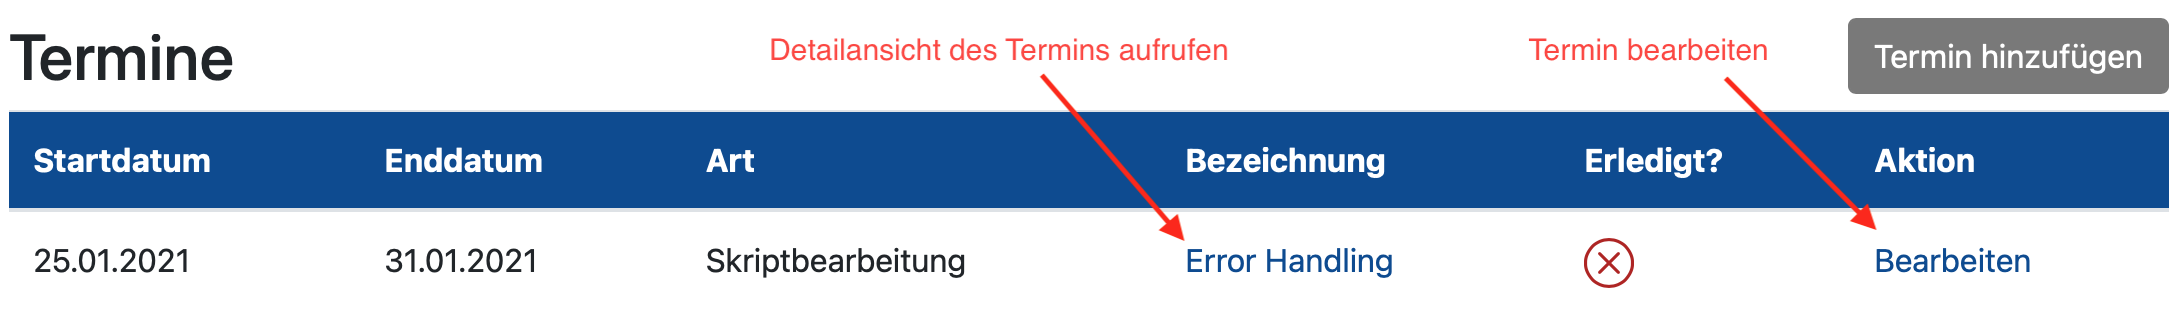 Termine
Detailansicht des Termins aufrufen
Termin bearbeiten
Termin hinzufügen
Startdatum Enddatum Art Bezeichnung Erledigt? Aktion
25.01.2021 31.01.2021 Skriptbearbeitung Error Handling Bearbeiten